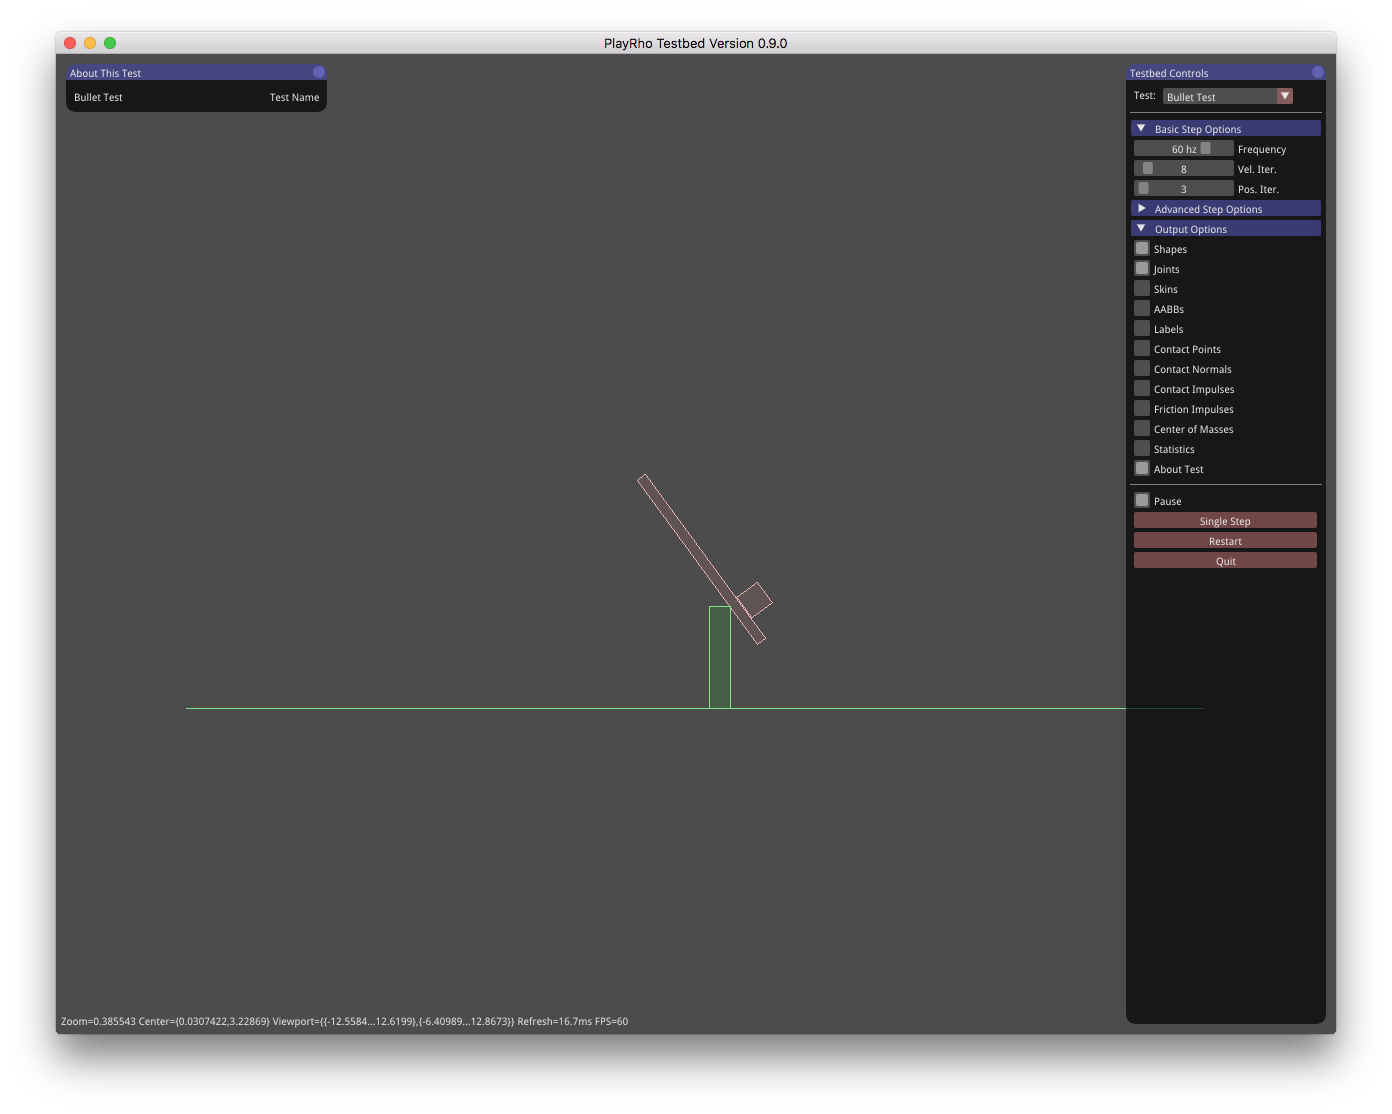 PlayRho Testbed Version 0.9.0
About This Test
Bullet Test Test Name
Testbed Controls
Test: Bullet Test
Basic Step Options
60 hz Frequency
8 Vel. Iter.
3 Pos. Iter.
Advanced Step Options
Output Options
Shapes
Joints
Skins
AABBs
Labels
Contact Points
Contact Normals
Contact Impulses
Friction Impulses
Center of Masses
Statistics
About Test
Pause
Single Step
Restart
Quit
Zoom=0.385543 Center={0.0307422,3.22869} Viewport={{-12.5584...12.6199},{-6.40989...12.8673}} Refresh=16.7ms FPS=60